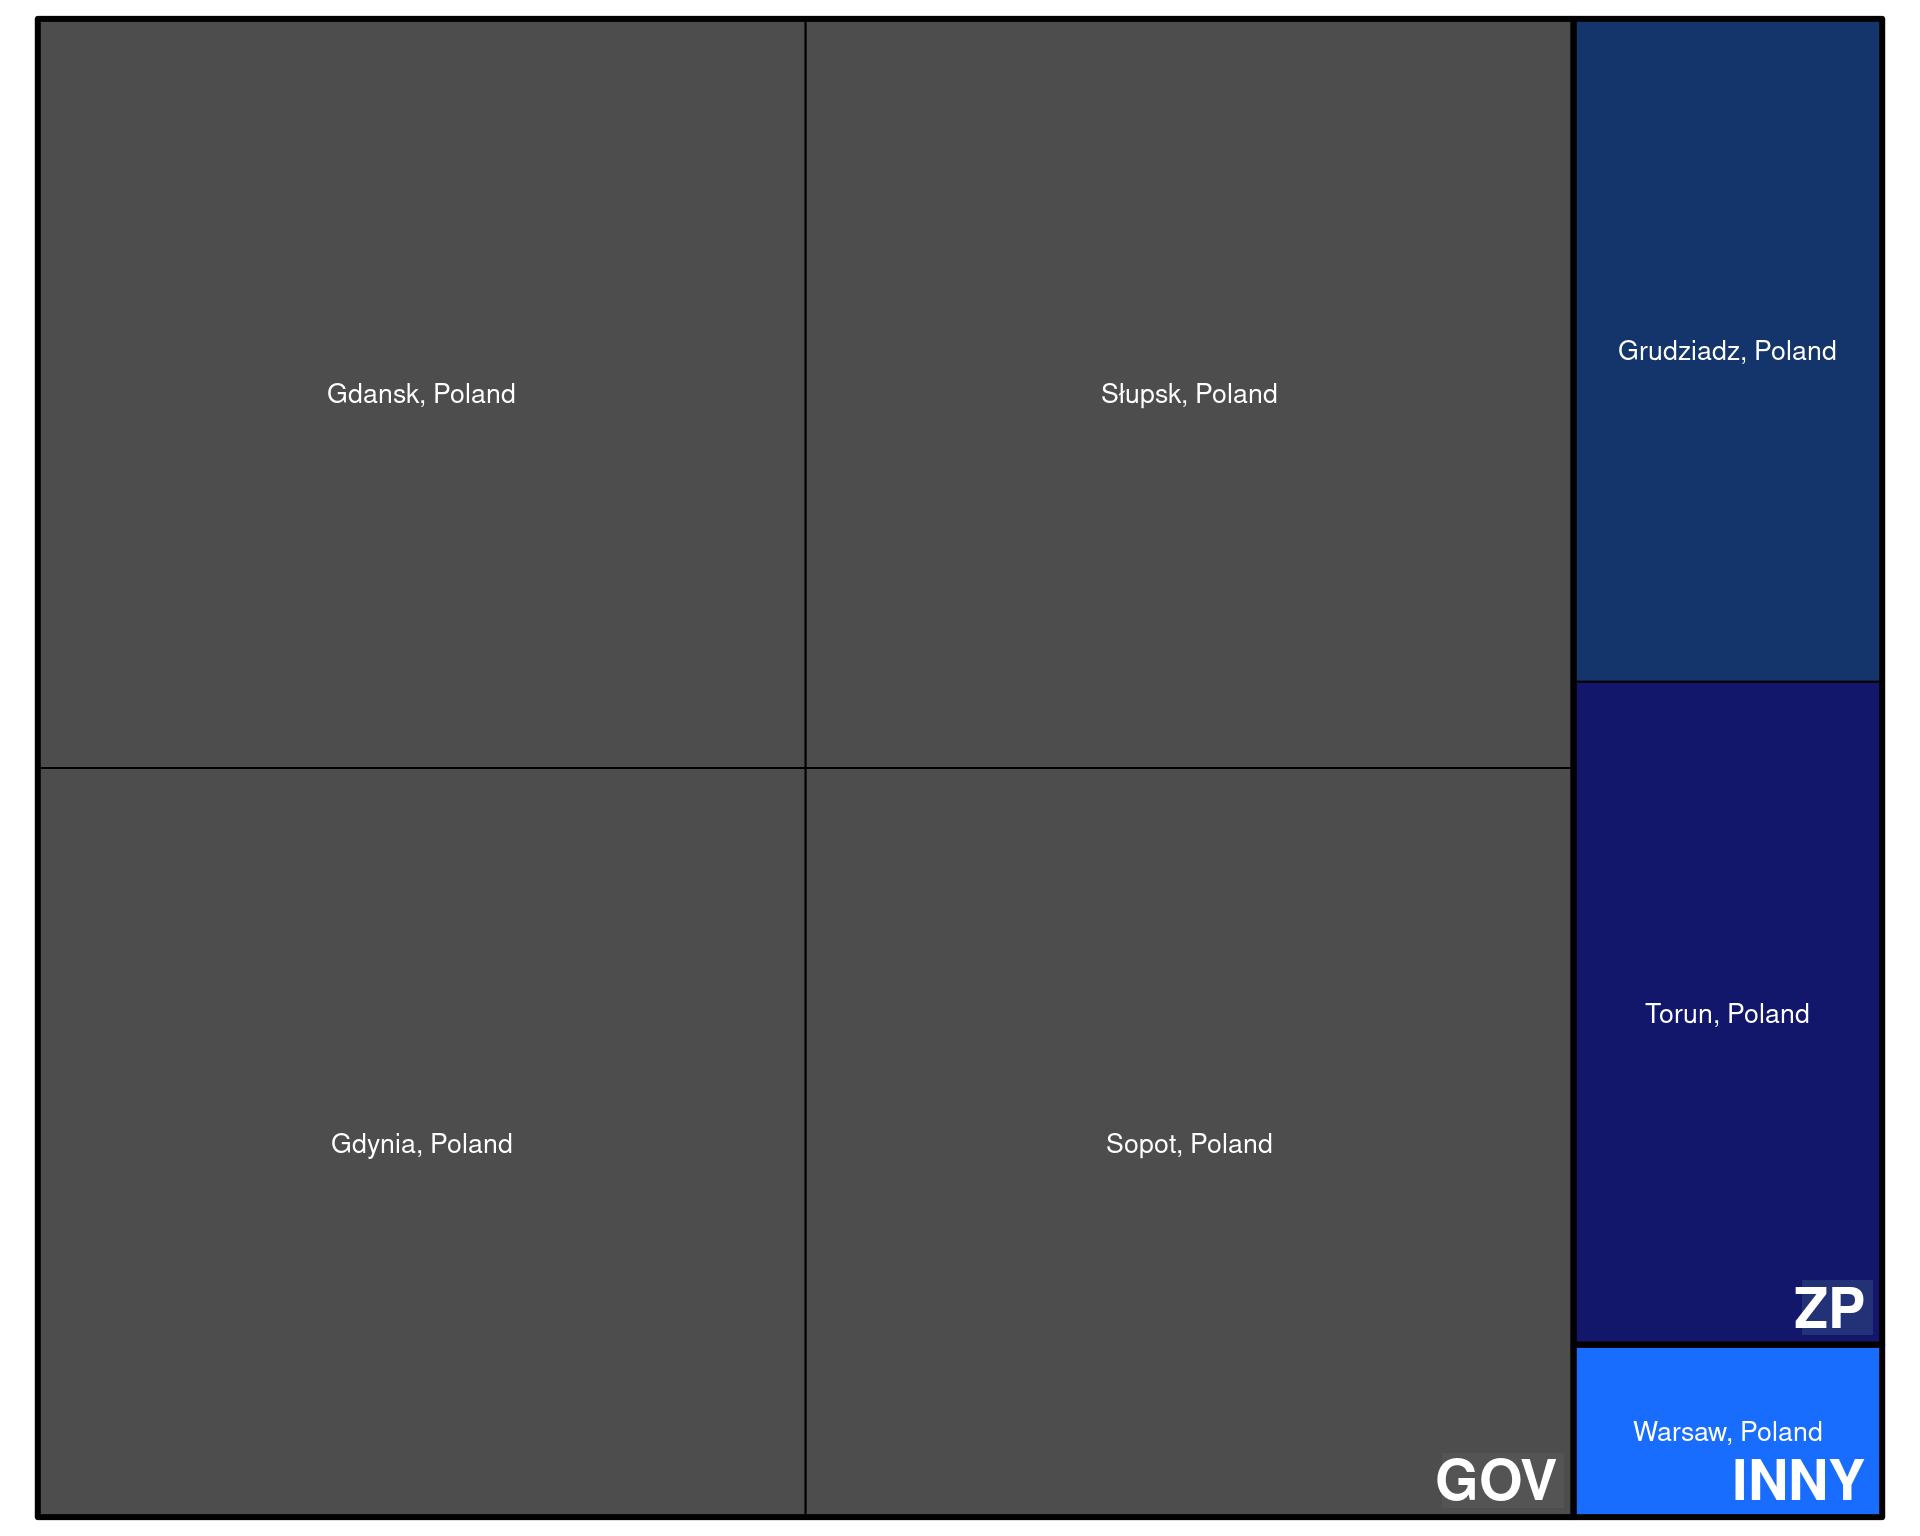 Gdansk, Poland
Słupsk, Poland
Grudziadz, Poland
Gdynia, Poland
Sopot, Poland
Torun, Poland
ZP
Warsaw, Poland
GOV
INNY